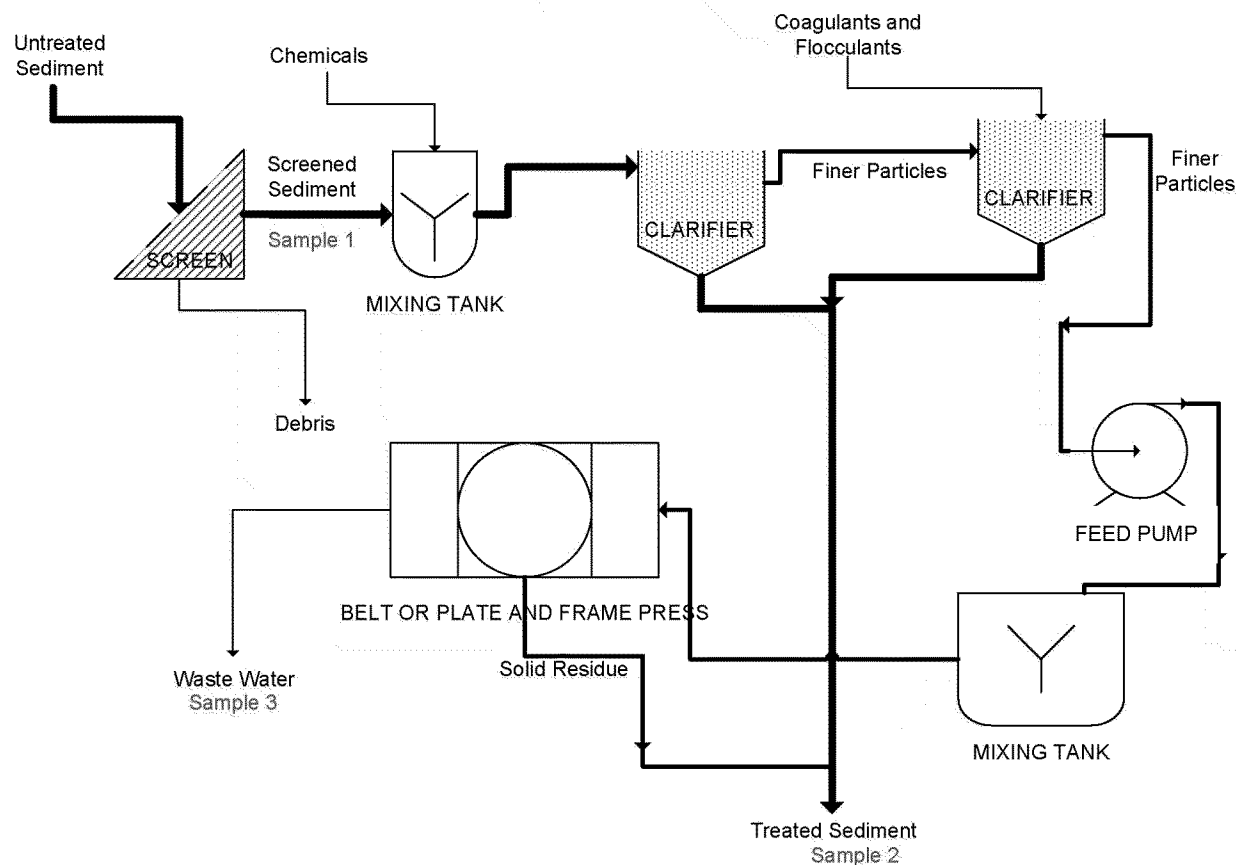 Untreated
Sediment
Chemicals
Coagulants and
Flocculants
Screened
Sediment
Sample 1
SCREEN
MIXING TANK
CLARIFIER
Finer Particles
CLARIFIER
Finer
Particles
Debris
FEED PUMP
BELT OR PLATE AND FRAME PRESS
Solid Residue
Waste Water
Sample 3
MIXING TANK
Treated Sediment
Sample 2